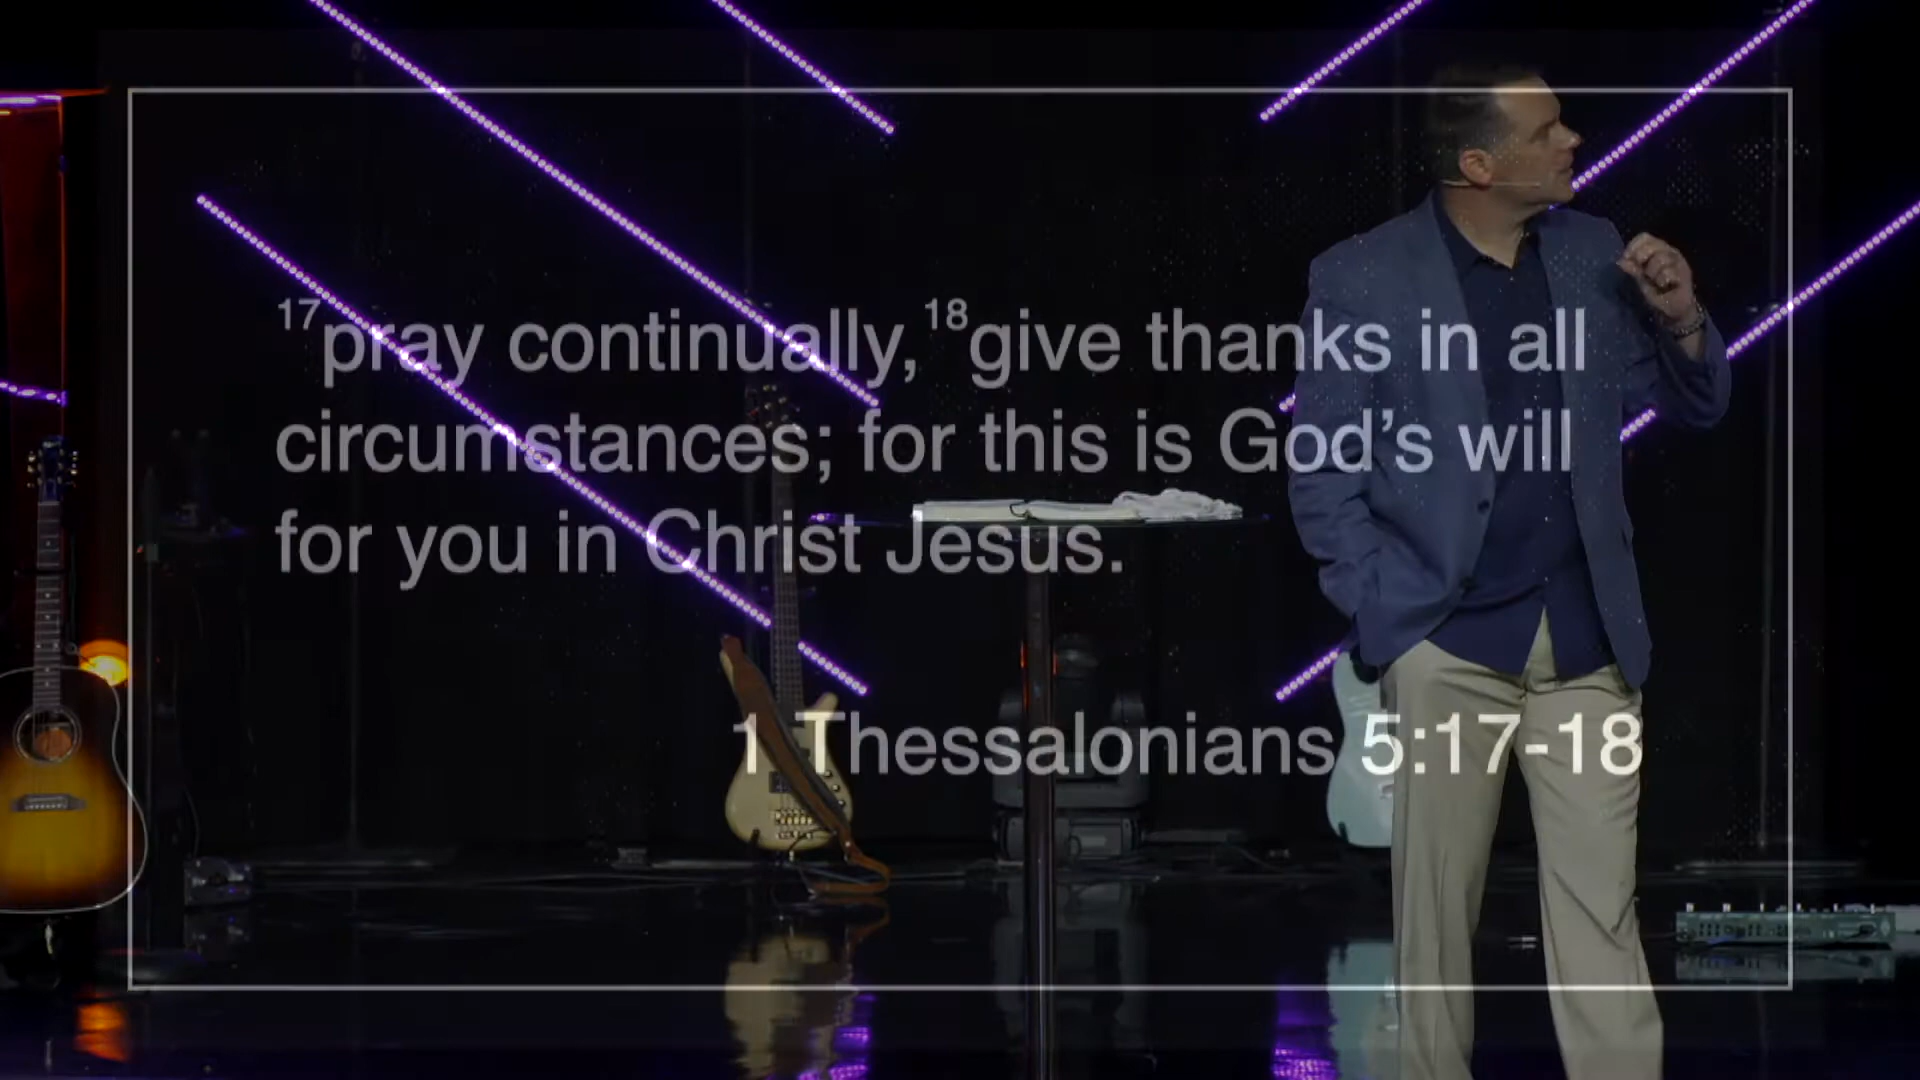 17pray continually, 18give thanks in all
circumstances; for this is God’s will
for you in Christ Jesus.
1 Thessalonians 5:17-18